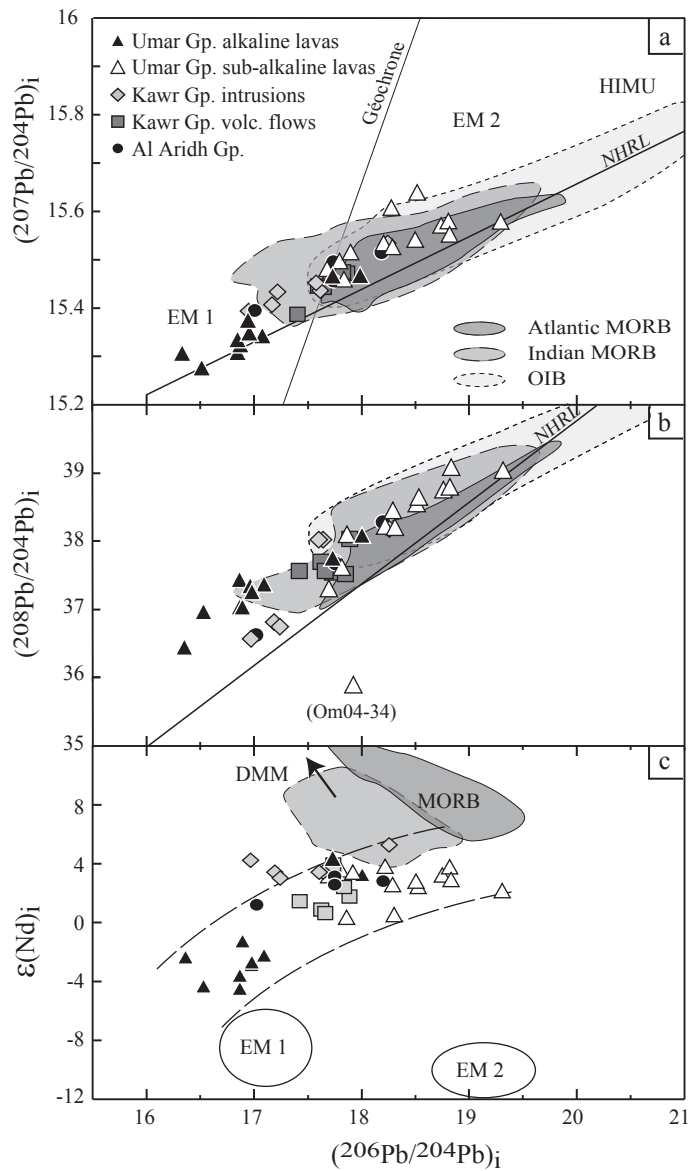 16
a
Umar Gp. alkaline lavas
Umar Gp. sub-alkaline lavas
Kawr Gp. intrusions
Kawr Gp. volc. flows
Al Aridh Gp.
Géochrone
HIMU
EM 2
NHRL
EM 1
15.8
15.6
15.4
15.2
(207Pb/204Pb)i
Atlantic MORB
Indian MORB
OIB
b
NHRL
39
38
37
36
35
(208Pb/204Pb)i
(Om04-34)
c
DMM
MORB
8
4
0
-4
-8
-12
ε(Nd)i
EM 1
EM 2
16 17 18 19 20 21
(206Pb/204Pb)i